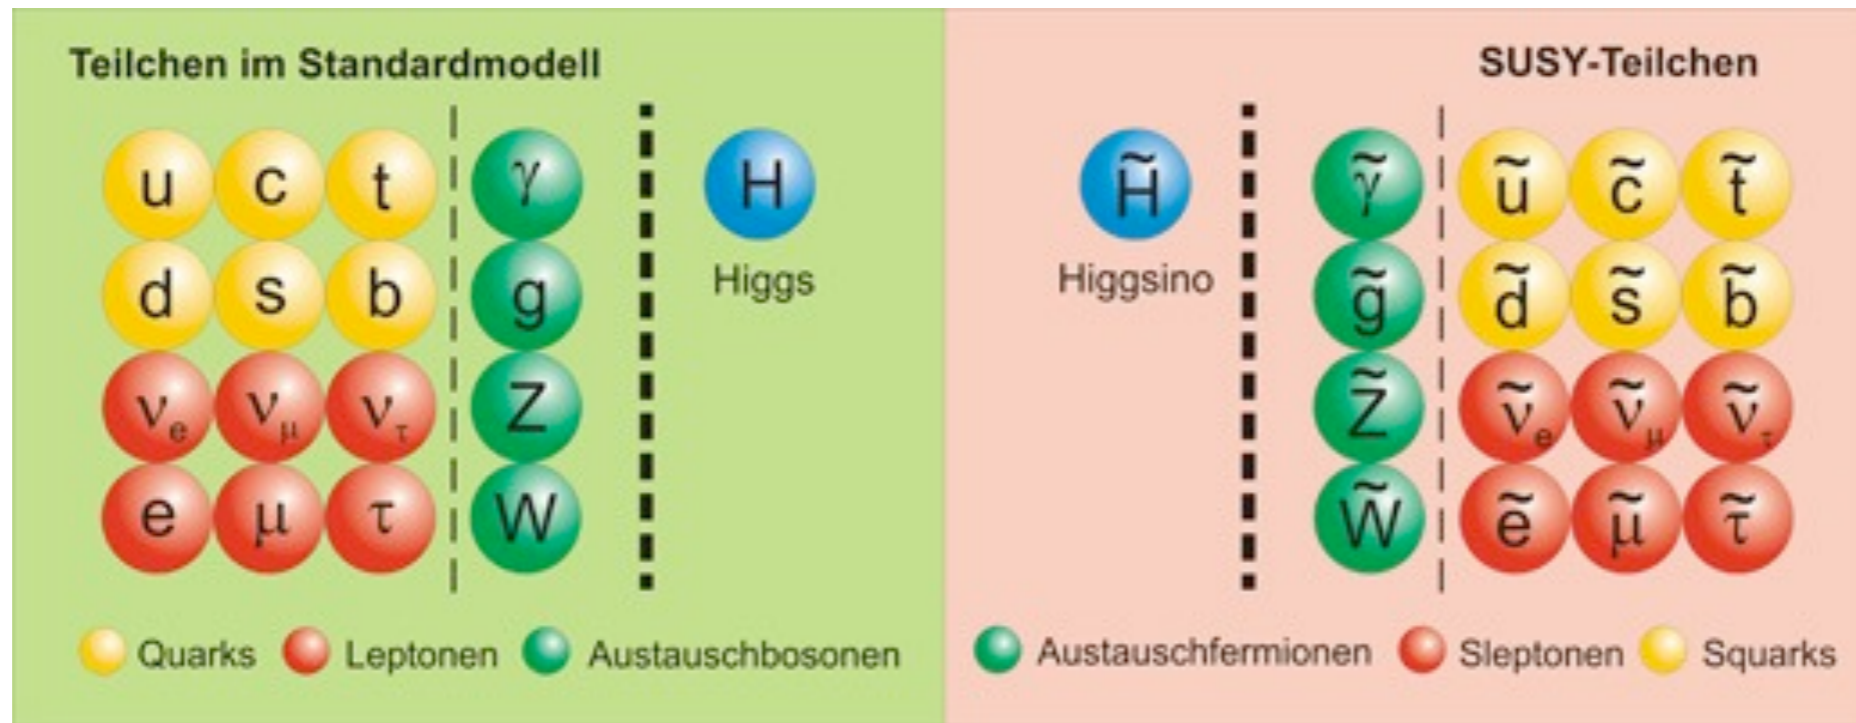 Teilchen im Standardmodell
u c t γ H
d s b g Higgs
νe νμ ντ Z
e μ τ W
Quarks Leptonen Austauschbosonen
SUSY-Teilchen
H̃ γ̃ ũ c̃ t̃
Higgsino g̃ d̃ s̃ b̃
Z̃ ν̃e ν̃μ ν̃τ
W̃ ẽ μ̃ τ̃
Austauschfermionen Sleptonen Squarks